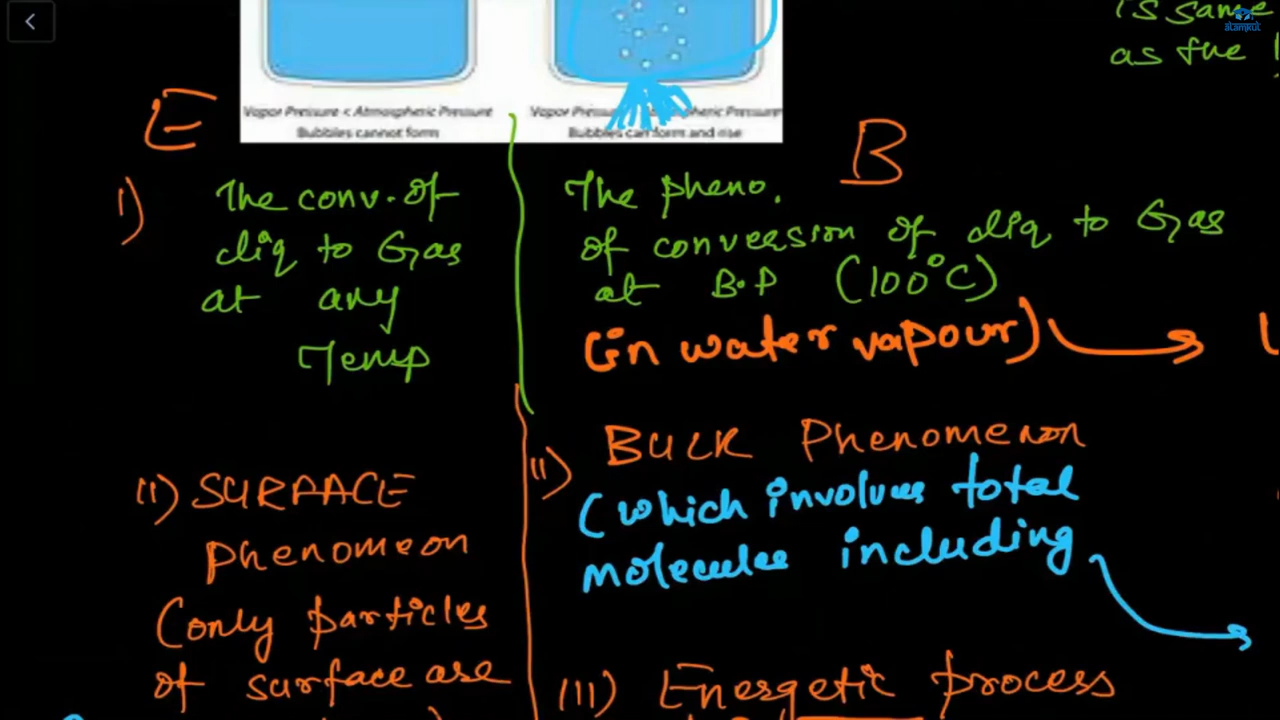 is same
as the
atamkul
E
Vapor Pressure < Atmospheric Pressure
Bubbles cannot form
Bubbles can form and rise
B
I)
The conv. of
liq to Gas
at any
Temp
The pheno.
of conversion of liq to Gas
at B.P (100°C)
(in water vapour)
(I) SURFACE
Phenomeon
(only particles
of surface are
(II) BULK Phenomenon
(which involves total
molecules including
(III) Energetic process